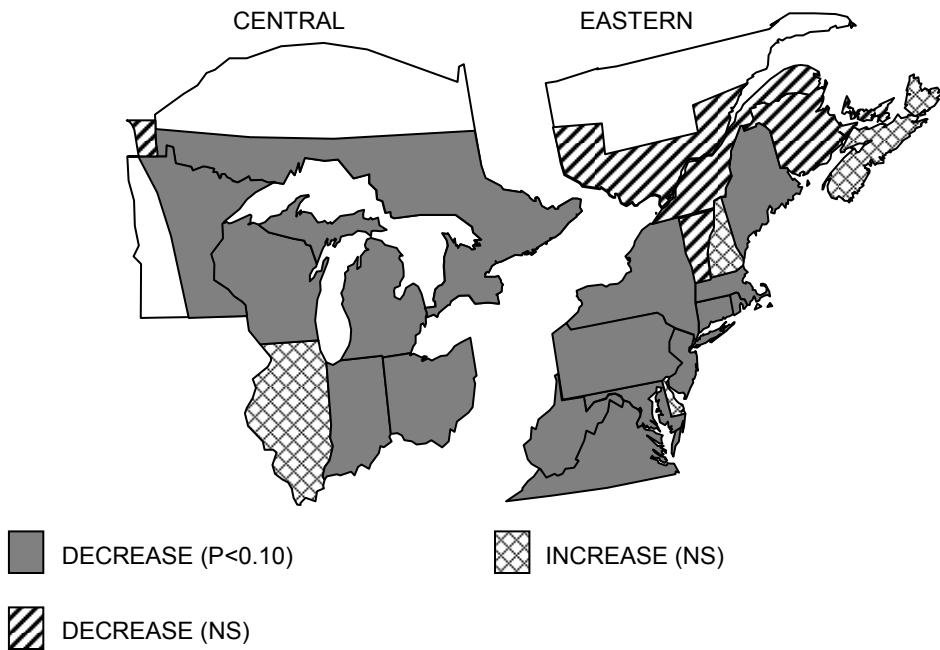 CENTRAL
EASTERN
DECREASE (P<0.10)
INCREASE (NS)
DECREASE (NS)